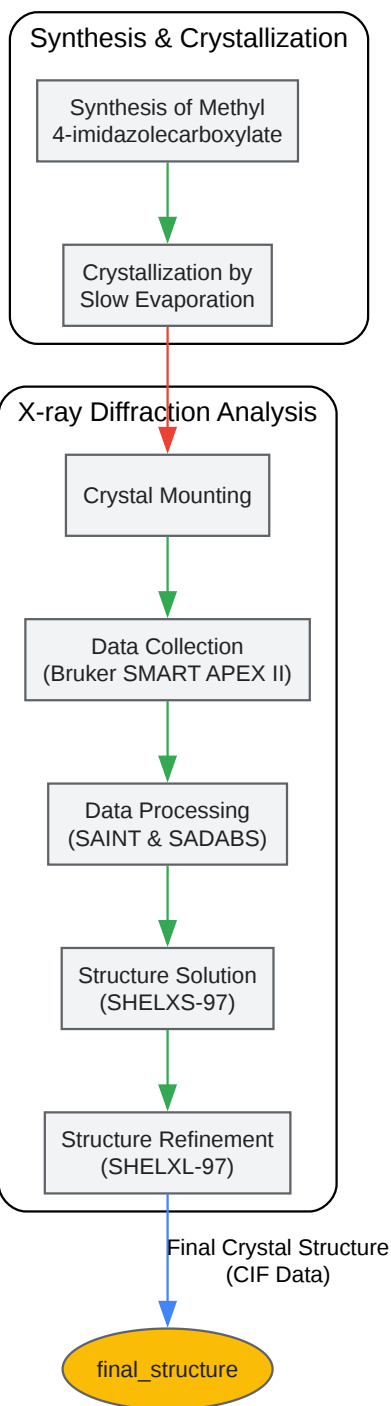 Synthesis & Crystallization
Synthesis of Methyl
4-imidazolecarboxylate
Crystallization by
Slow Evaporation
X-ray Diffraction Analysis
Crystal Mounting
Data Collection
(Bruker SMART APEX II)
Data Processing
(SAINT & SADABS)
Structure Solution
(SHELXS-97)
Structure Refinement
(SHELXL-97)
Final Crystal Structure
(CIF Data)
final_structure